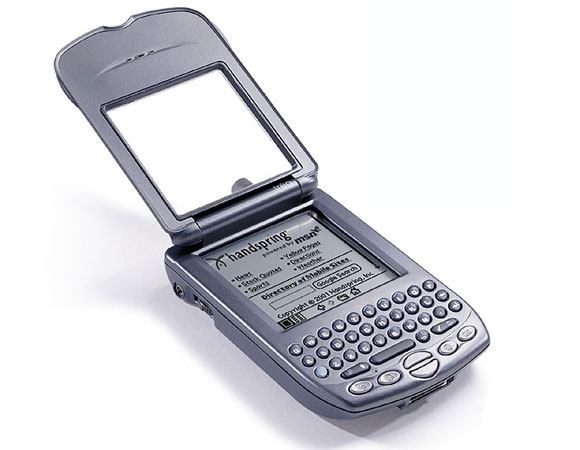 treo
handspring
powered by msn
• News
• Stock Quotes
• Sports
• Yellow Pages
• Directions
• Weather
Directory of Mobile Sites
Google Search
Copyright © 2001 Handspring, Inc